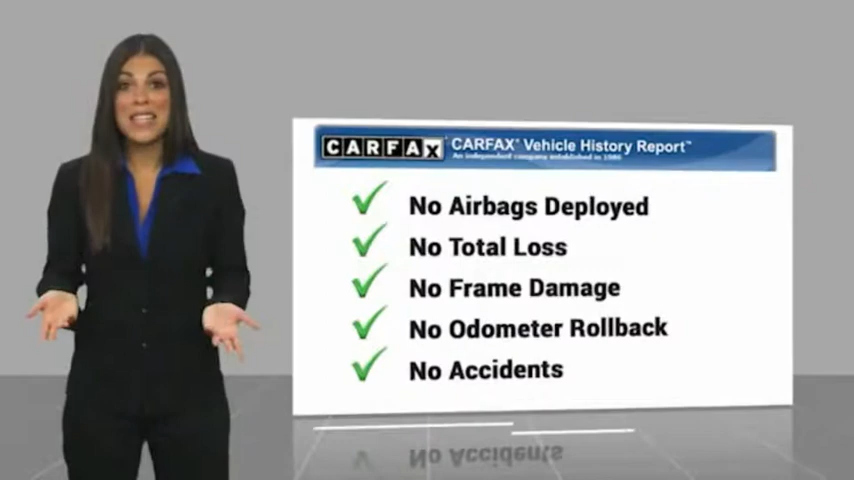 CARFAX CARFAX® Vehicle History Report™
An independent company established in 1986
No Airbags Deployed
No Total Loss
No Frame Damage
No Odometer Rollback
No Accidents
No Accidents